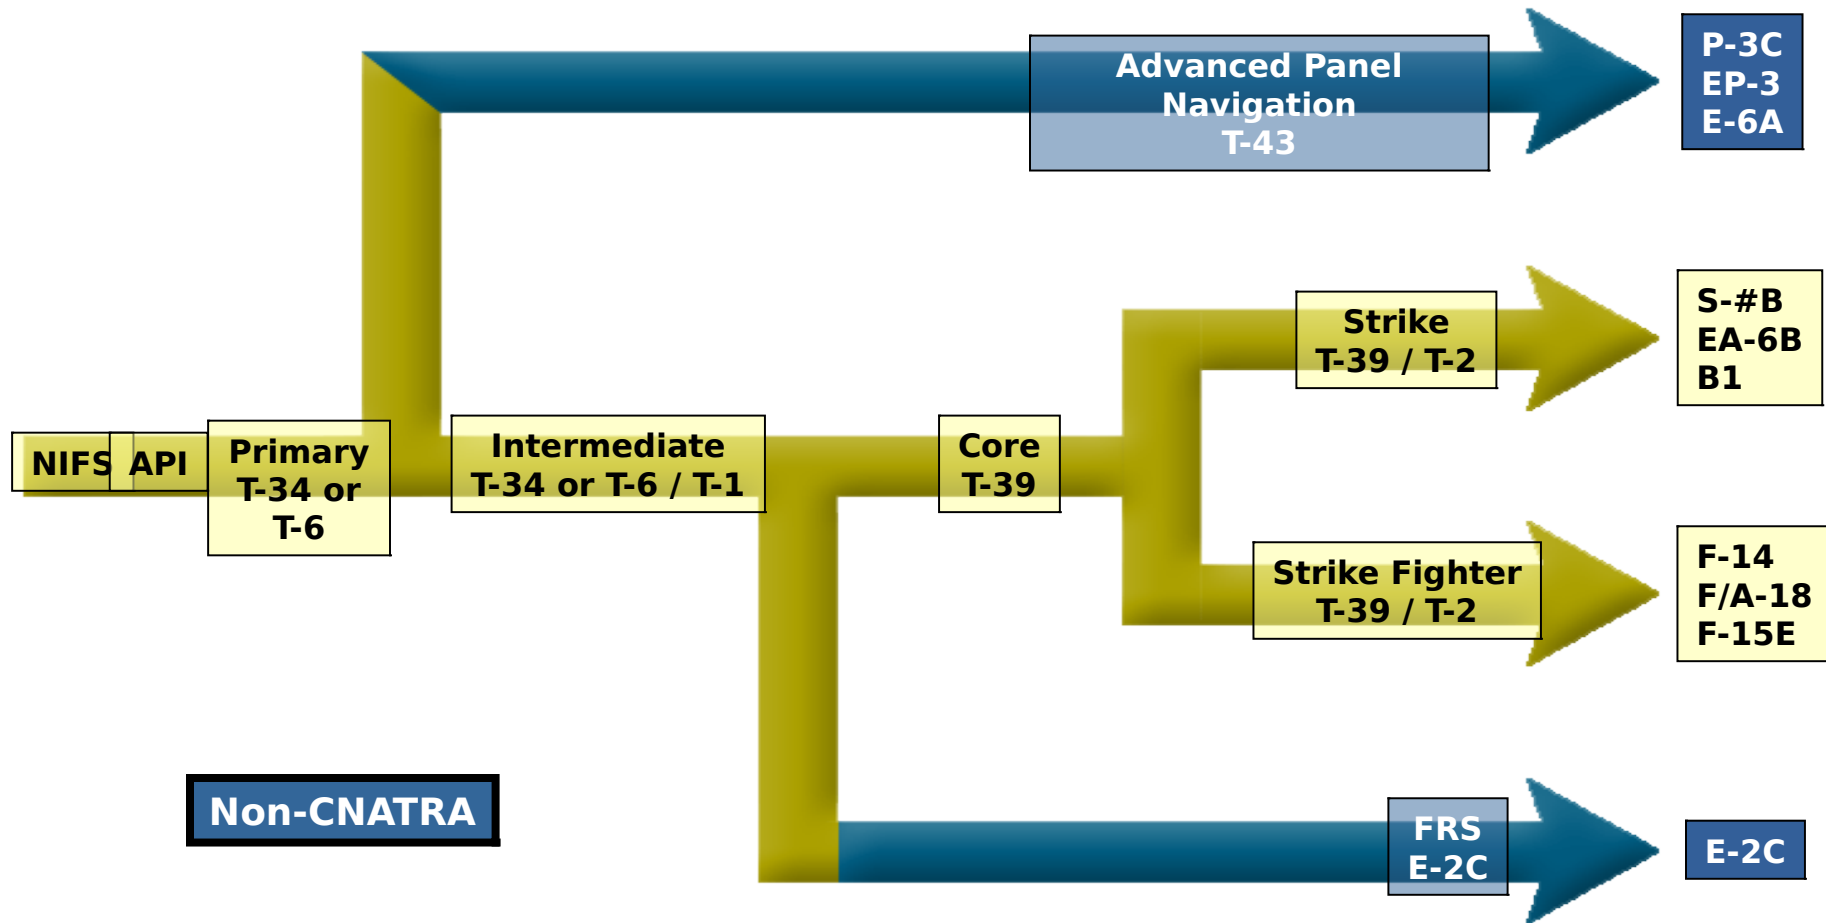 Advanced Panel
Navigation
T-43
P-3C
EP-3
E-6A
Strike
T-39 / T-2
S-#B
EA-6B
B1
NIFS
API
Primary
T-34 or
T-6
Intermediate
T-34 or T-6 / T-1
Core
T-39
Strike Fighter
T-39 / T-2
F-14
F/A-18
F-15E
Non-CNATRA
FRS
E-2C
E-2C